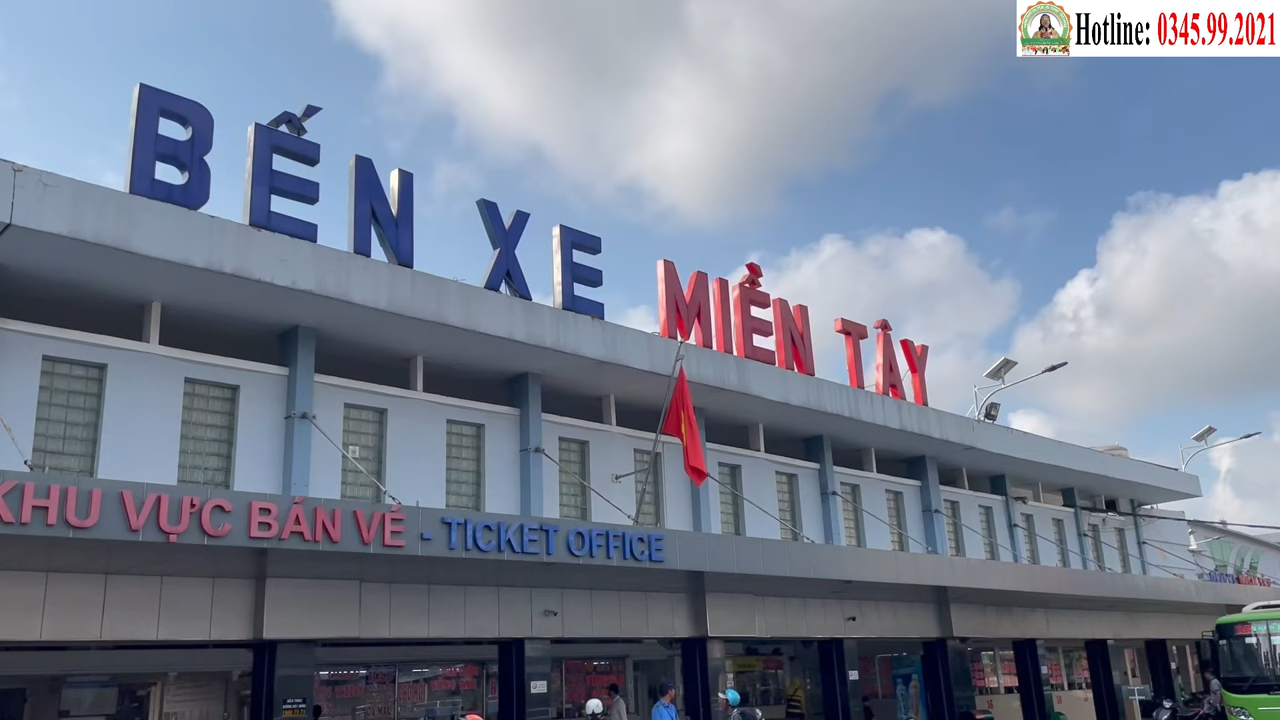 Hotline: 0345.99.2021
BẾN XE MIỀN TÂY
KHU VỰC BÁN VÉ - TICKET OFFICE